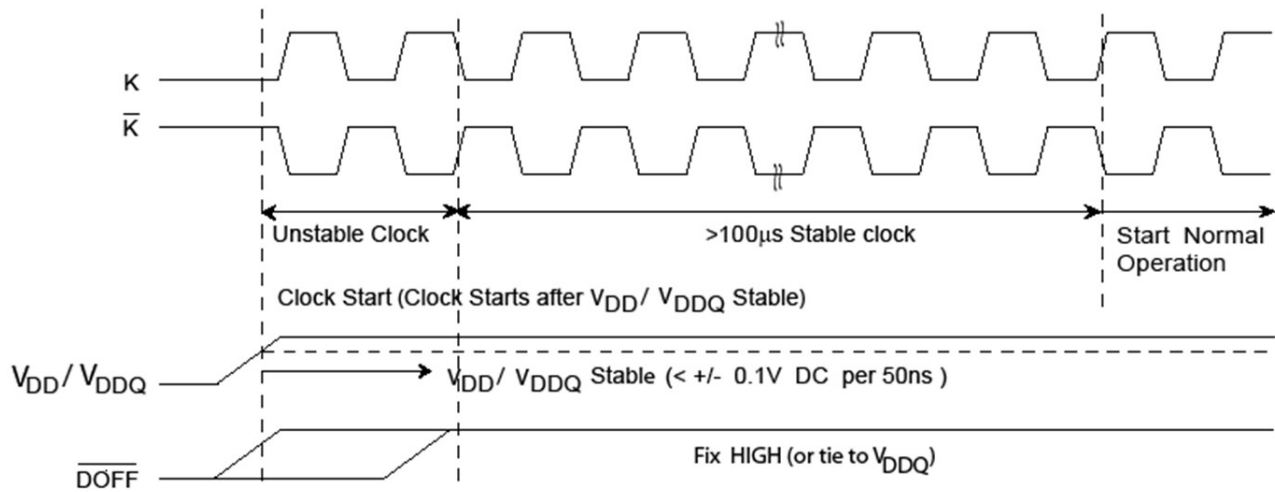 K
K̅
Unstable Clock
>100μs Stable clock
Start Normal
Operation
Clock Start (Clock Starts after VDD/ VDDQ Stable)
VDD/ VDDQ
VDD/ VDDQ Stable (< +/- 0.1V DC per 50ns )
D̅O̅F̅F̅
Fix HIGH (or tie to VDDQ)